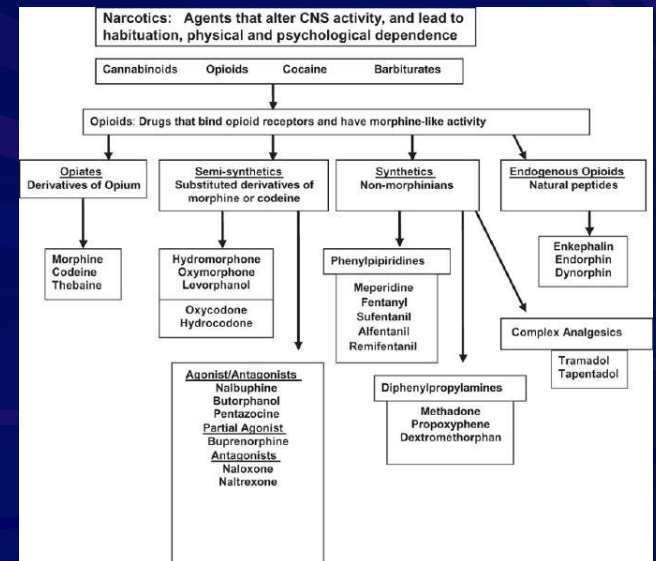 Narcotics: Agents that alter CNS activity, and lead to
habituation, physical and psychological dependence
Cannabinoids Opioids Cocaine Barbiturates
Opioids: Drugs that bind opioid receptors and have morphine-like activity
Opiates
Derivatives of Opium
Semi-synthetics
Substituted derivatives of
morphine or codeine
Synthetics
Non-morphinians
Endogenous Opioids
Natural peptides
Morphine
Codeine
Thebaine
Hydromorphone
Oxymorphone
Levorphanol
Oxycodone
Hydrocodone
Phenylpipiridines
Meperidine
Fentanyl
Sufentanil
Alfentanil
Remifentanil
Enkephalin
Endorphin
Dynorphin
Complex Analgesics
Tramadol
Tapentadol
Agonist/Antagonists
Nalbuphine
Butorphanol
Pentazocine
Partial Agonist
Buprenorphine
Antagonists
Naloxone
Naltrexone
Diphenylpropylamines
Methadone
Propoxyphene
Dextromethorphan